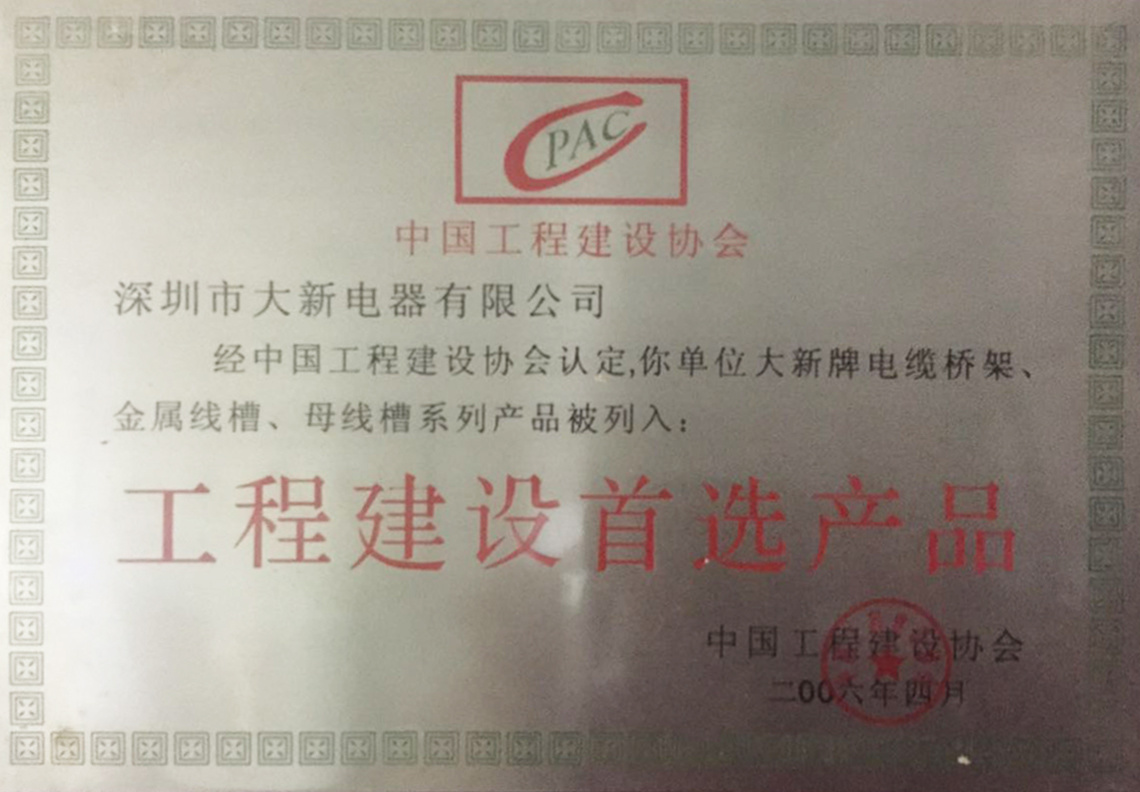 CPAC
中国工程建设协会
深圳市大新电器有限公司
经中国工程建设协会认定,你单位大新牌电缆桥架、
金属线槽、母线槽系列产品被列入：
工程建设首选产品
中国工程建设协会
二00六年四月